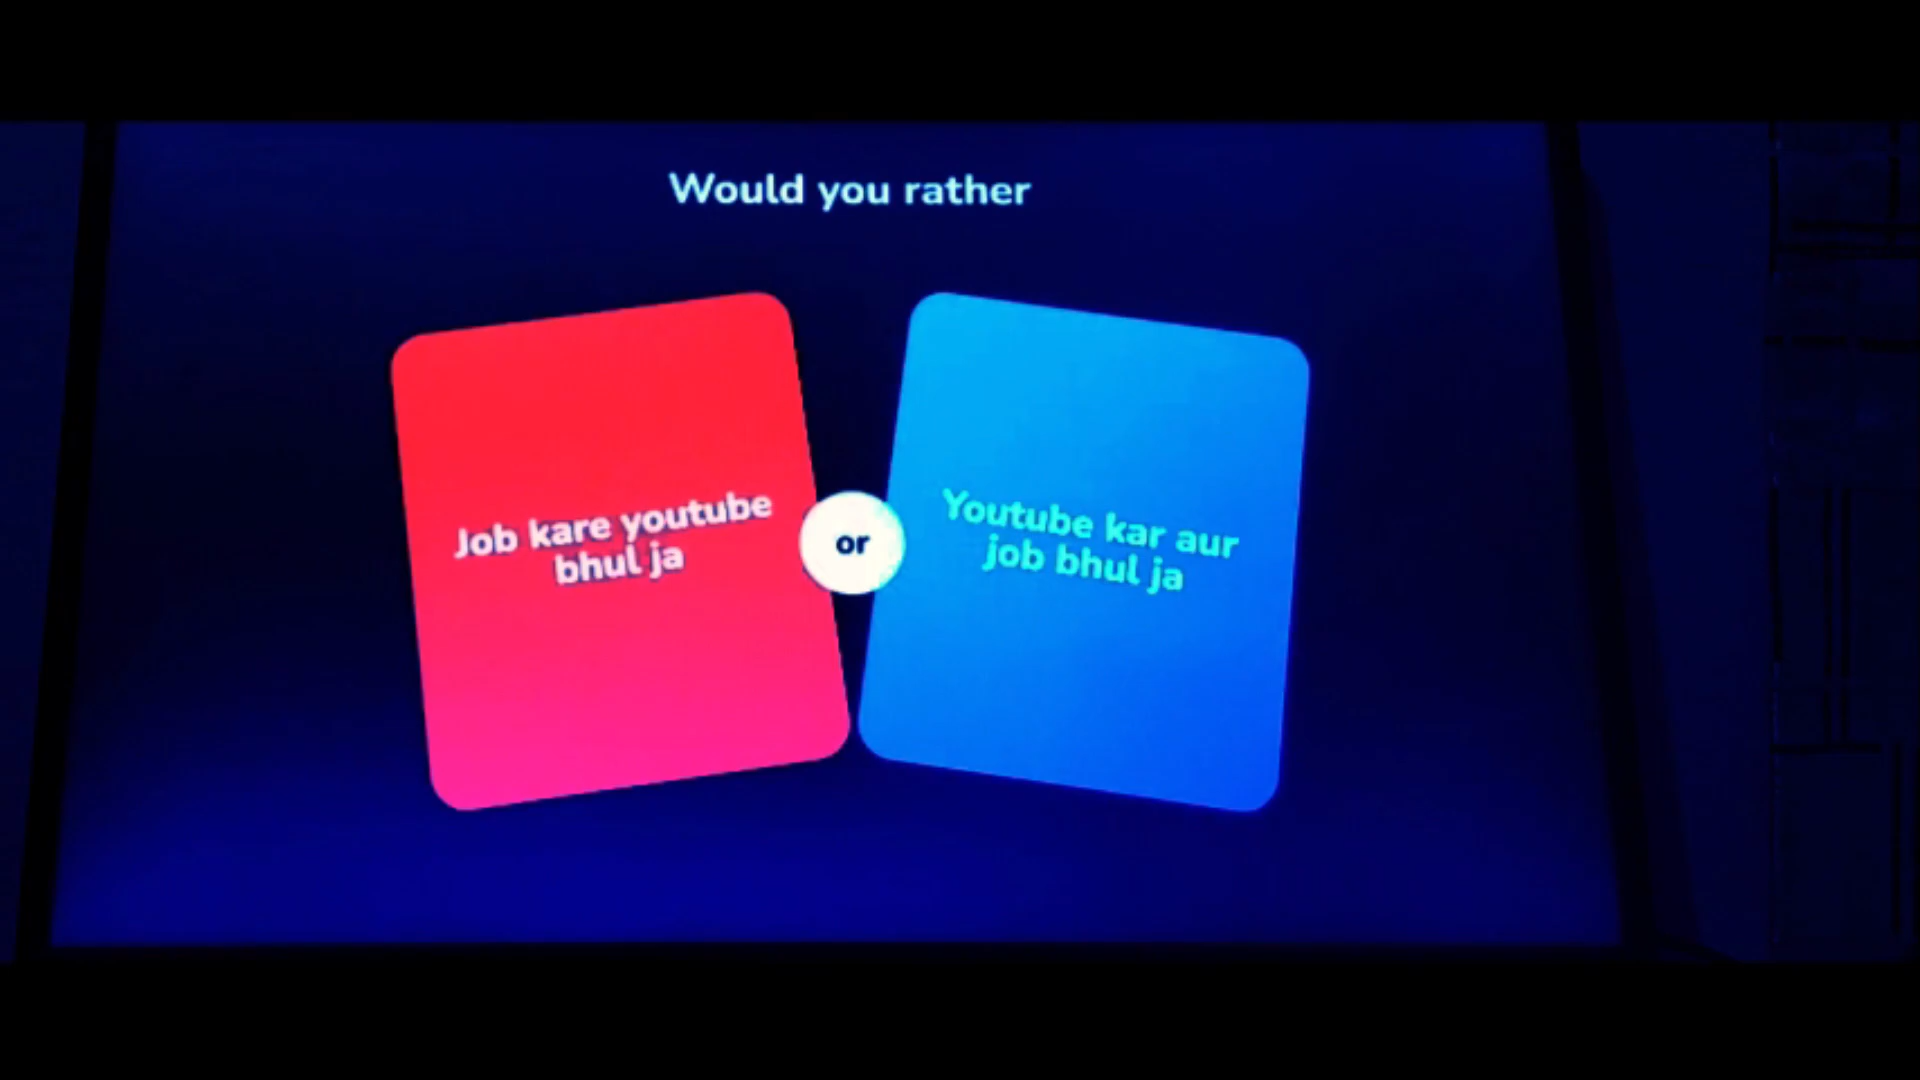 Would you rather
Job kare youtube
bhul ja
or
Youtube kar aur
job bhul ja